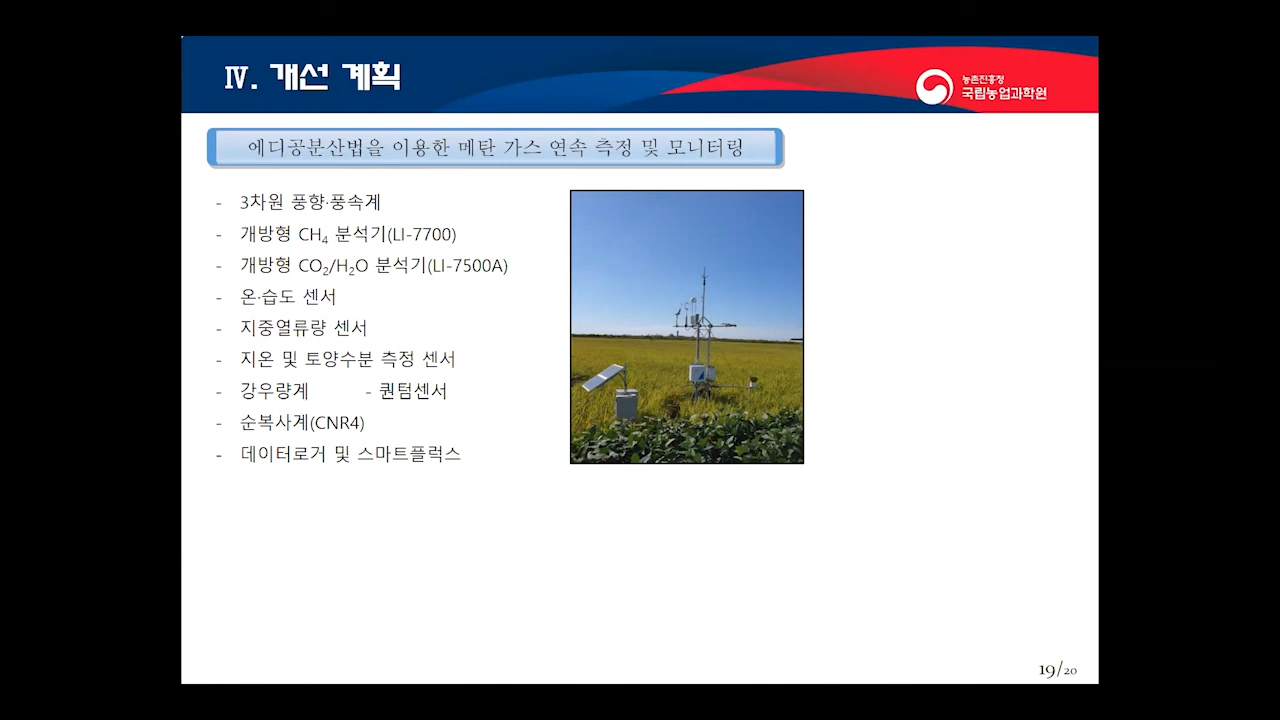 Ⅳ. 개선 계획
농촌진흥청
국립농업과학원
에디공분산법을 이용한 메탄 가스 연속 측정 및 모니터링
- 3차원 풍향·풍속계
- 개방형 CH₄ 분석기(LI-7700)
- 개방형 CO₂/H₂O 분석기(LI-7500A)
- 온·습도 센서
- 지중열류량 센서
- 지온 및 토양수분 측정 센서
- 강우량계 - 퀀텀센서
- 순복사계(CNR4)
- 데이터로거 및 스마트플럭스
19/20